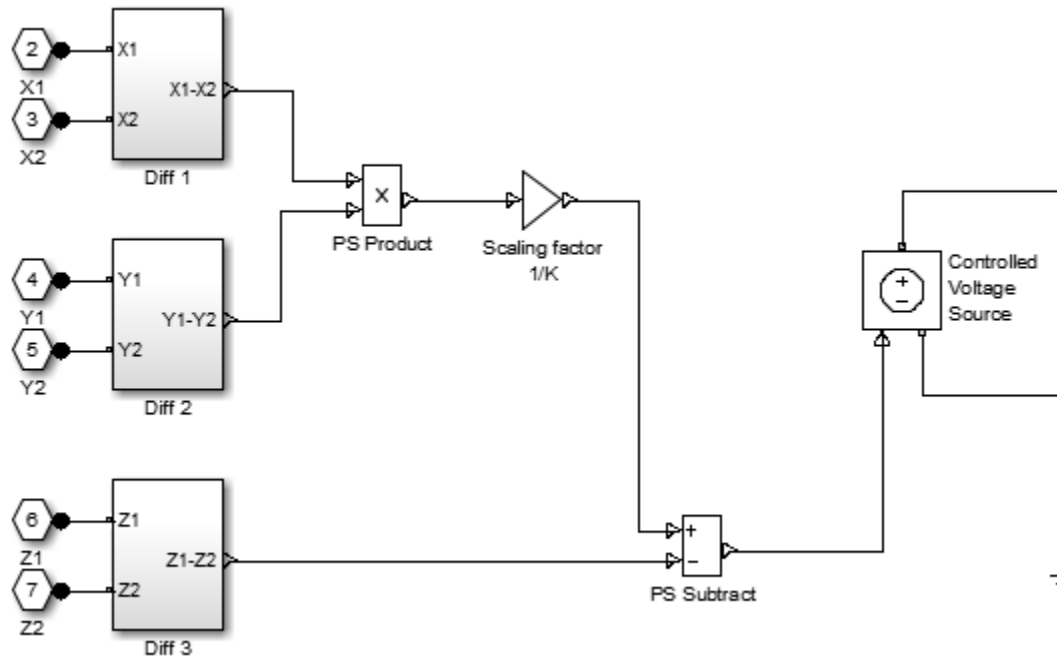 2
X1
3
X2
X1
X2
X1-X2
Diff 1
X
PS Product
Scaling factor
1/K
4
Y1
5
Y2
Y1
Y2
Y1-Y2
Diff 2
+
−
Controlled
Voltage
Source
6
Z1
7
Z2
Z1
Z2
Z1-Z2
Diff 3
+
−
PS Subtract